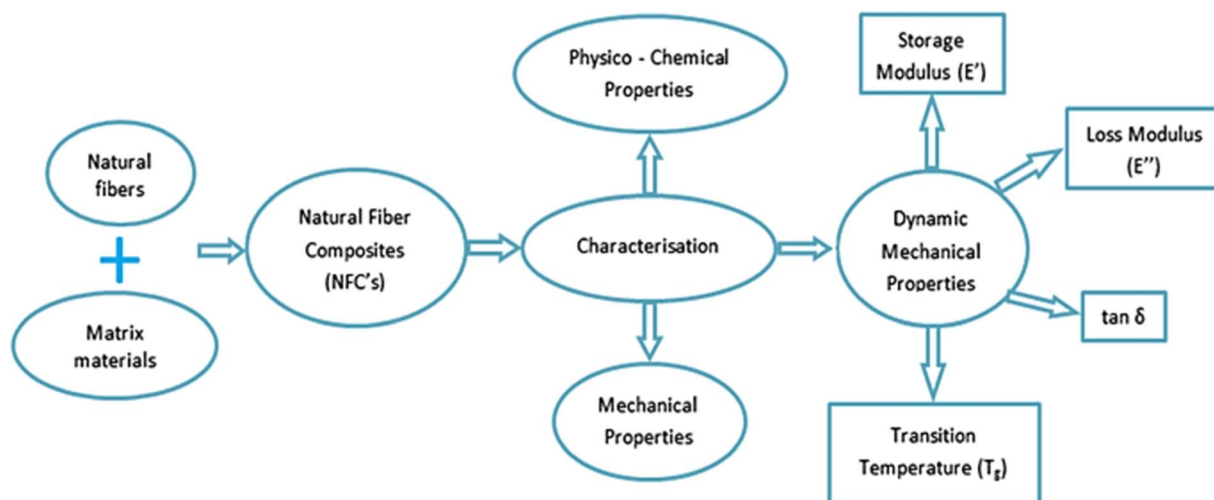 Natural
fibers
+
Matrix
materials
Natural Fiber
Composites
(NFC's)
Physico - Chemical
Properties
Characterisation
Mechanical
Properties
Dynamic
Mechanical
Properties
Storage
Modulus (E')
Loss Modulus
(E'')
tan δ
Transition
Temperature (Tg)